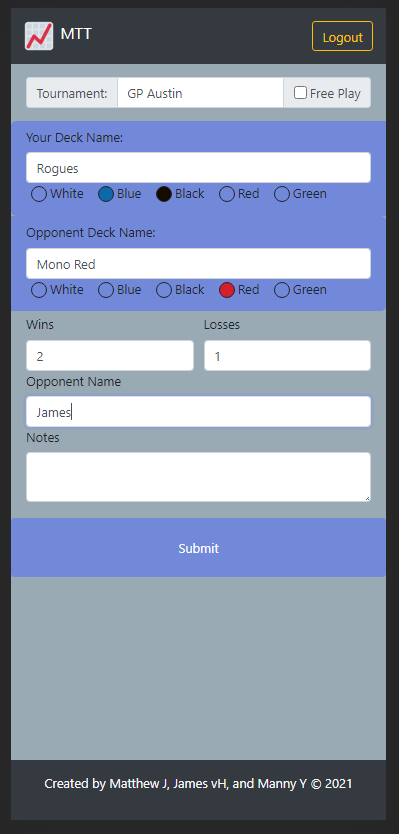 MTT Logout
Tournament: GP Austin Free Play
Your Deck Name:
Rogues
White Blue Black Red Green
Opponent Deck Name:
Mono Red
White Blue Black Red Green
Wins Losses
2 1
Opponent Name
James
Notes
Submit
Created by Matthew J, James vH, and Manny Y © 2021